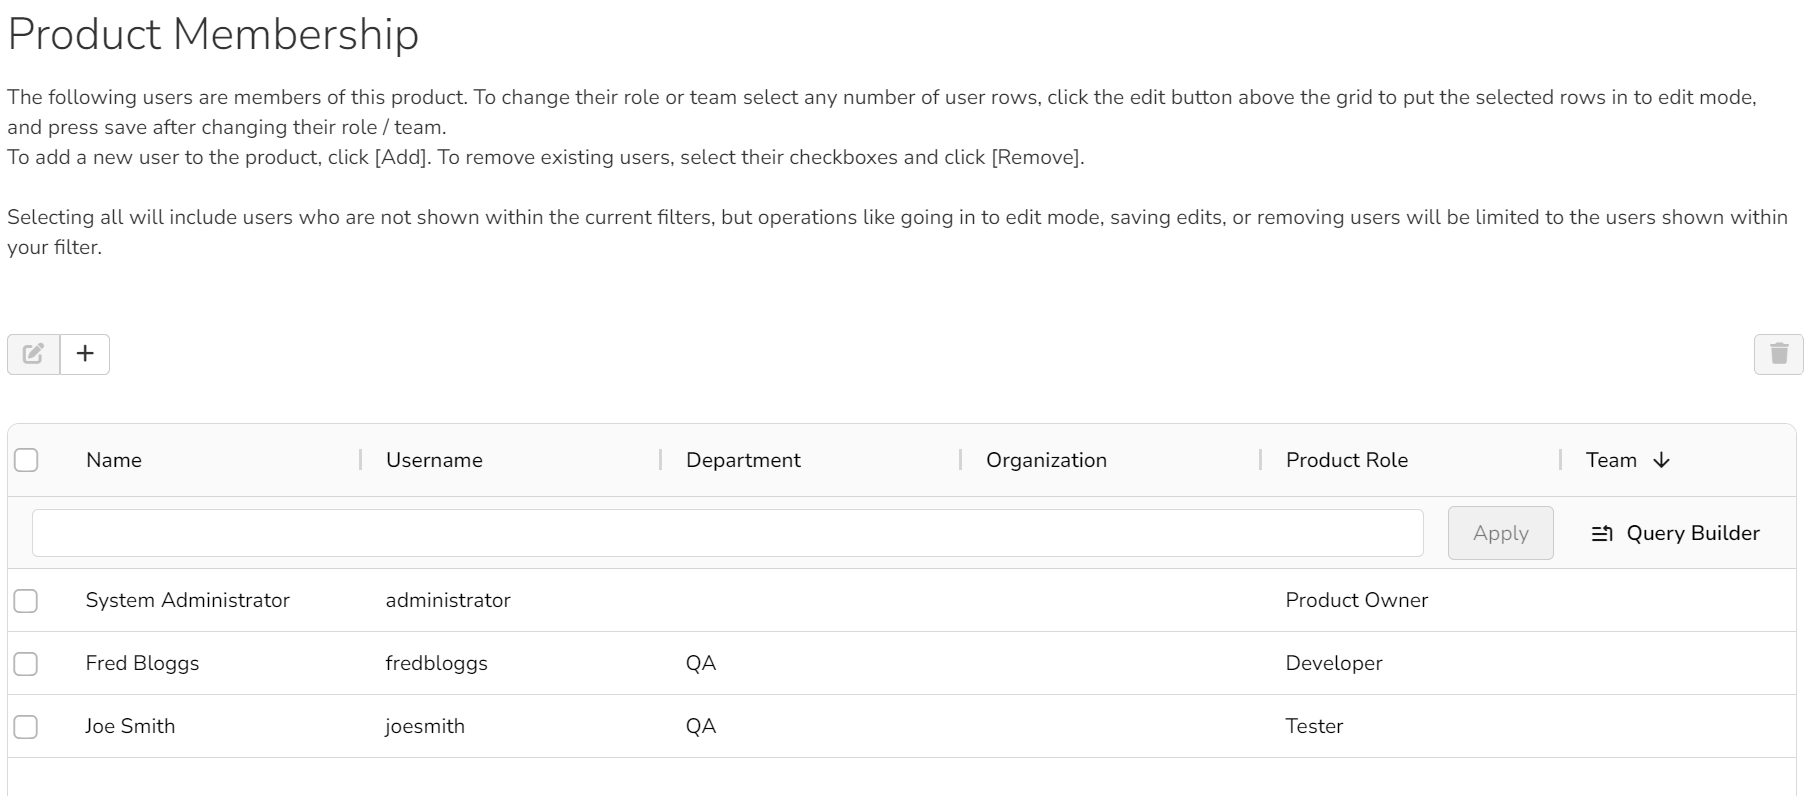 Product Membership
The following users are members of this product. To change their role or team select any number of user rows, click the edit button above the grid to put the selected rows in to edit mode,
and press save after changing their role / team.
To add a new user to the product, click [Add]. To remove existing users, select their checkboxes and click [Remove].
Selecting all will include users who are not shown within the current filters, but operations like going in to edit mode, saving edits, or removing users will be limited to the users shown within
your filter.
Name Username Department Organization Product Role Team
Apply Query Builder
System Administrator administrator Product Owner
Fred Bloggs fredbloggs QA Developer
Joe Smith joesmith QA Tester